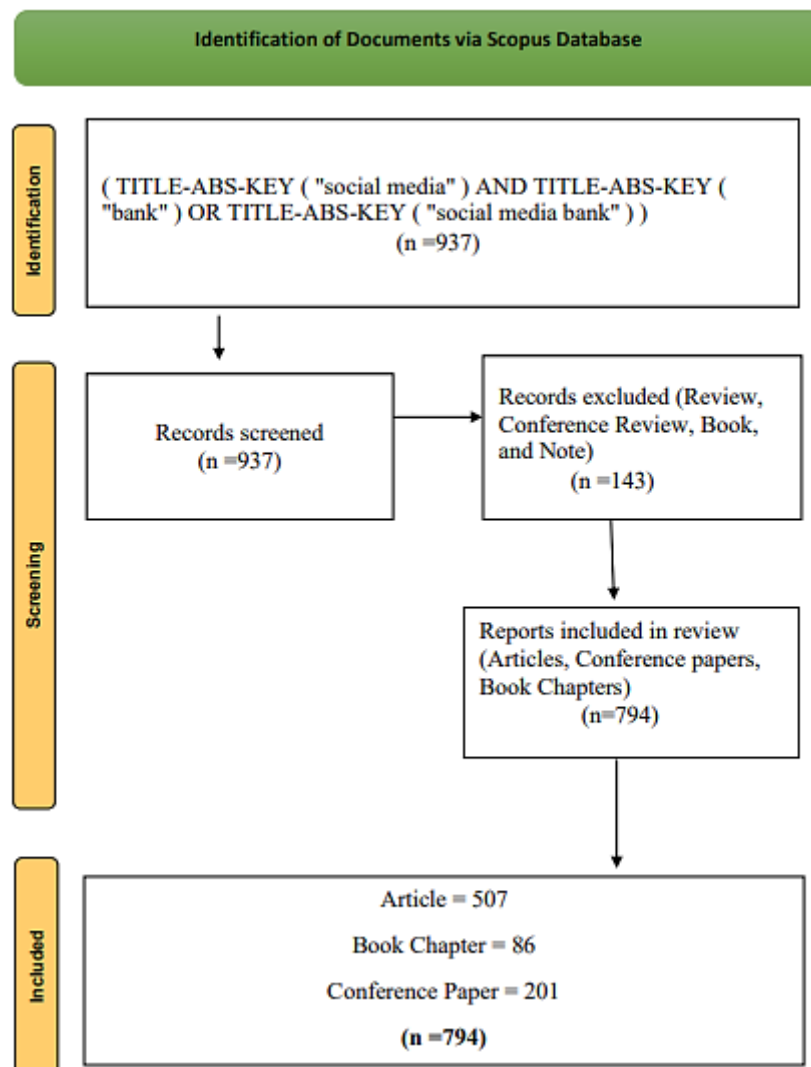 Identification of Documents via Scopus Database
Identification
( TITLE-ABS-KEY ( "social media" ) AND TITLE-ABS-KEY (
"bank" ) OR TITLE-ABS-KEY ( "social media bank" ) )
(n =937)
Screening
Records screened
(n =937)
Records excluded (Review,
Conference Review, Book,
and Note)
(n =143)
Reports included in review
(Articles, Conference papers,
Book Chapters)
(n=794)
Included
Article = 507
Book Chapter = 86
Conference Paper = 201
(n =794)